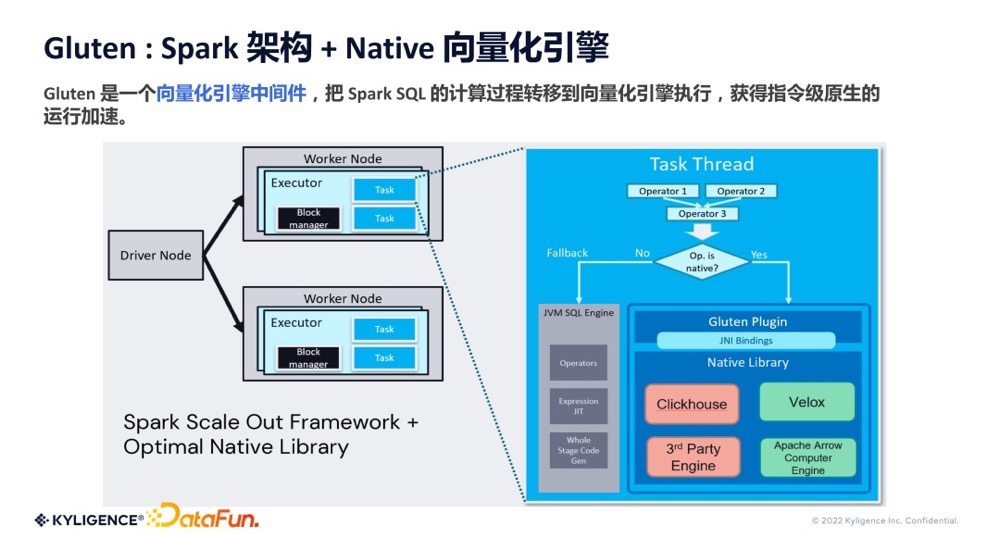 Gluten : Spark 架构 + Native 向量化引擎
Gluten 是一个向量化引擎中间件，把 Spark SQL 的计算过程转移到向量化引擎执行，获得指令级原生的
运行加速。
Driver Node
Worker Node
Executor
Task
Block
manager
Task
Worker Node
Executor
Task
Block
manager
Task
Spark Scale Out Framework +
Optimal Native Library
Task Thread
Operator 1
Operator 2
Operator 3
Op. is
native?
Fallback
No
Yes
JVM SQL Engine
Operators
Expression
JIT
Whole
Stage Code
Gen
Gluten Plugin
JNI Bindings
Native Library
Clickhouse
Velox
3rd Party
Engine
Apache Arrow
Computer
Engine
KYLIGENCE®
DataFun.
© 2022 Kyligence Inc. Confidential.